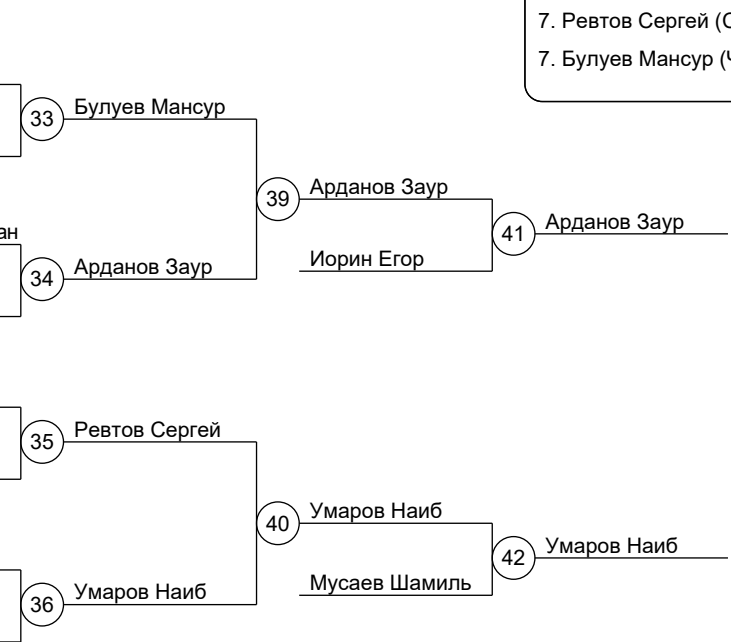 7. Ревтов Сергей (
7. Булуев Мансур (
33 Булуев Мансур
39 Арданов Заур
41 Арданов Заур
ан
34 Арданов Заур
Иорин Егор
35 Ревтов Сергей
40 Умаров Наиб
42 Умаров Наиб
36 Умаров Наиб
Мусаев Шамиль